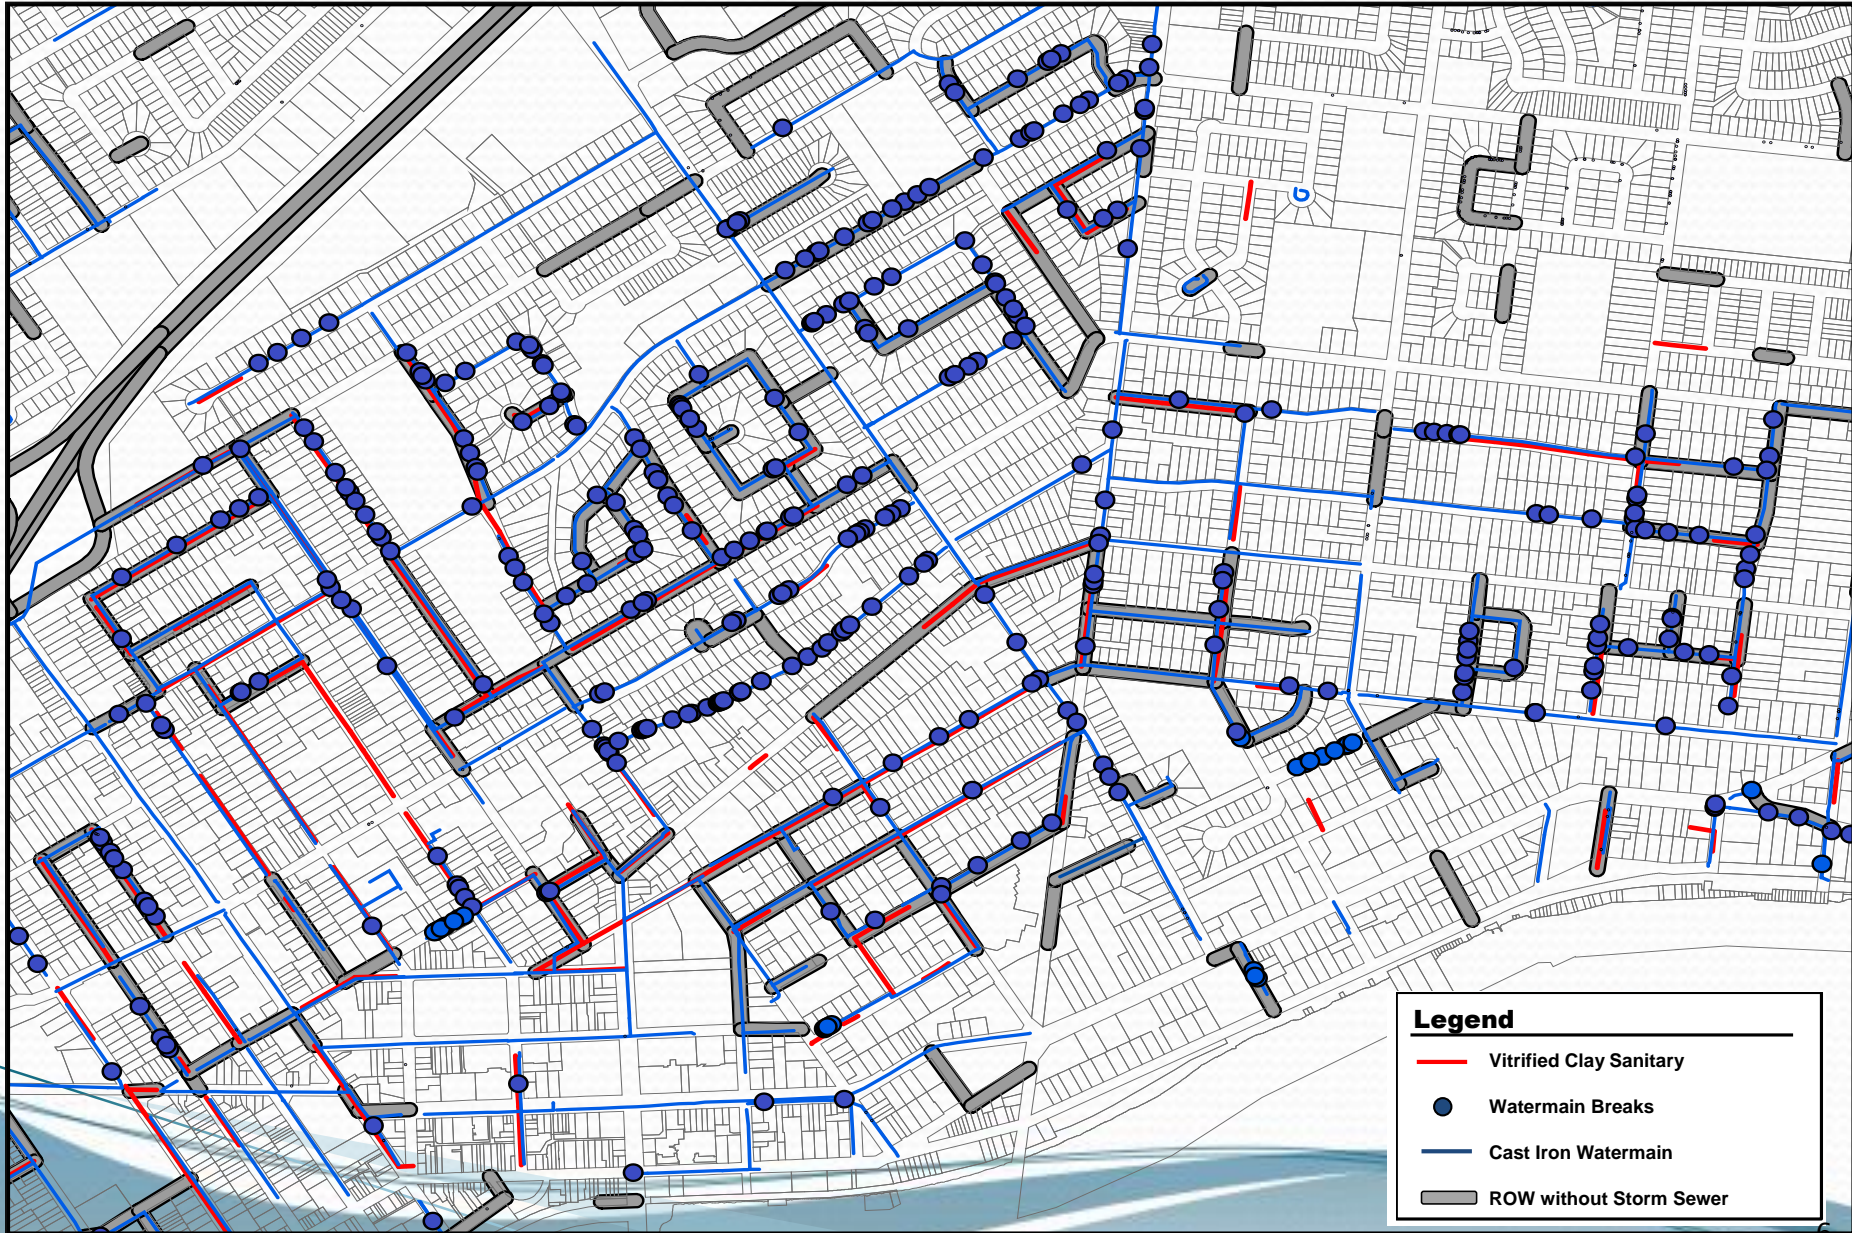 Legend
Vitrified Clay Sanitary
Watermain Breaks
Cast Iron Watermain
ROW without Storm Sewer